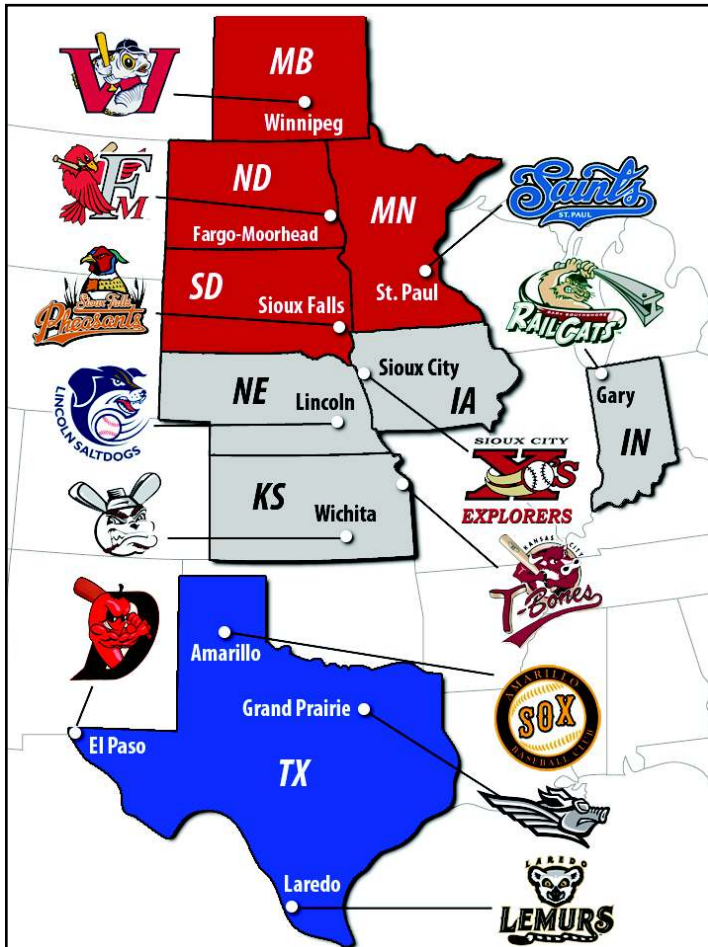 MB
W
Winnipeg
ND
FM
MN
Saints
ST. PAUL
Fargo-Moorhead
SD
St. Paul
Sioux Falls
Pheasants
Sioux Falls
GARY SOUTHSHORE
RAILCATS
Sioux City
NE
IA
Gary
IN
LINCOLN SALTDOGS
Lincoln
SIOUX CITY
X'S
EXPLORERS
KS
Wichita
KANSAS CITY
T-Bones
D
Amarillo
AMARILLO
SOX
BASEBALL CLUB
Grand Prairie
El Paso
TX
Laredo
LAREDO
LEMURS